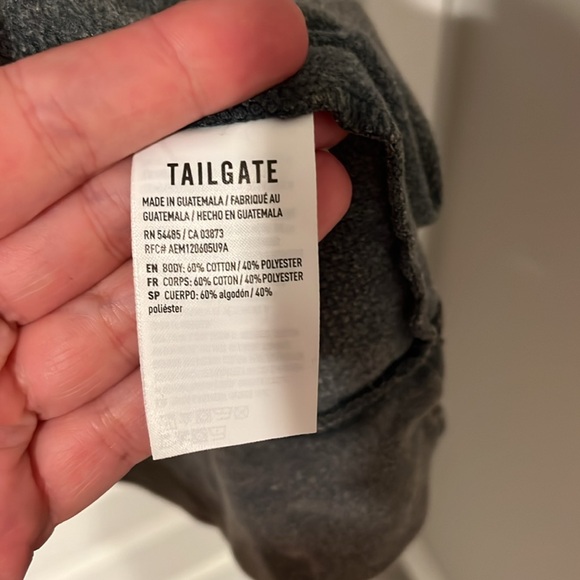 TAILGATE
MADE IN GUATEMALA / FABRIQUÉ AU
GUATEMALA / HECHO EN GUATEMALA
RN 54485 / CA 03873
RFC# AEM120605U9A
EN BODY: 60% COTTON / 40% POLYESTER
FR CORPS: 60% COTON / 40% POLYESTER
SP CUERPO: 60% algodón / 40%
poliéster